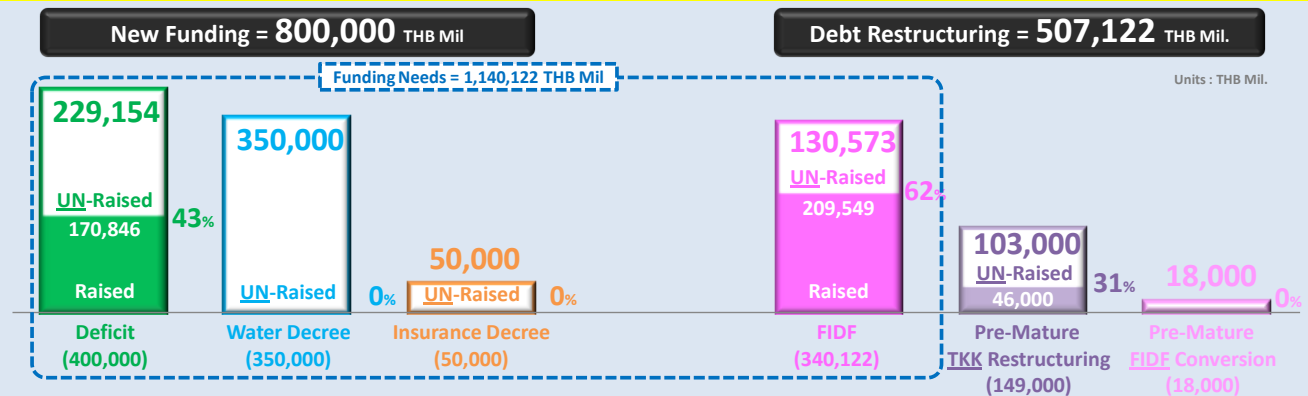 New Funding = 800,000 THB Mil
Debt Restructuring = 507,122 THB Mil.
Funding Needs = 1,140,122 THB Mil
Units : THB Mil.
229,154
UN-Raised
170,846
43%
Raised
Deficit
(400,000)
350,000
UN-Raised
0%
Water Decree
(350,000)
50,000
UN-Raised
0%
Insurance Decree
(50,000)
130,573
UN-Raised
62%
209,549
Raised
FIDF
(340,122)
103,000
UN-Raised
46,000
31%
Pre-Mature
TKK Restructuring
(149,000)
18,000
0%
Pre-Mature
FIDF Conversion
(18,000)